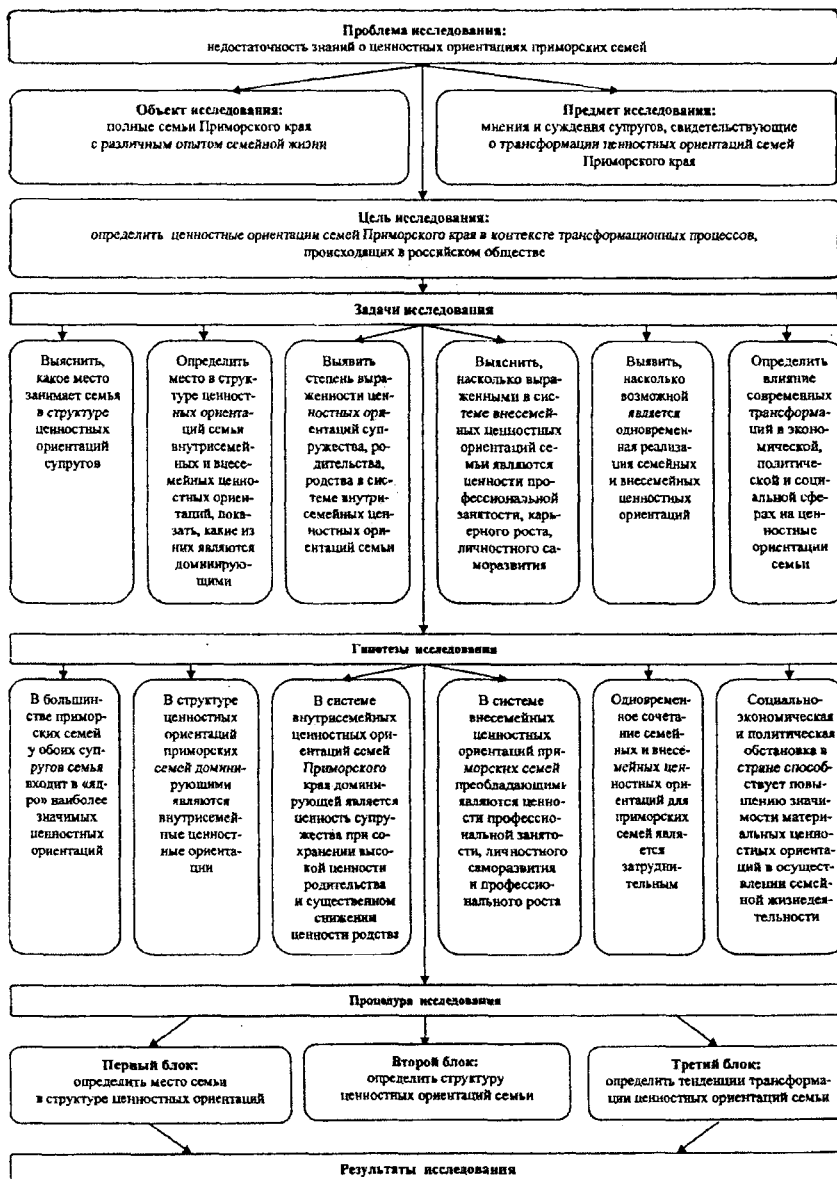 Проблема исследования:
недостаточность знаний о ценностных ориентациях приморских семей
Объект исследования:
полные семьи Приморского края
с различным опытом семейной жизни
Предмет исследования:
мнения и суждения супругов, свидетельствующие
о трансформации ценностных ориентаций семей
Приморского края
Цель исследования:
определить ценностные ориентации семей Приморского края в контексте трансформационных процессов,
происходящих в российском обществе
Задачи исследования
Выяснить,
какое место
занимает семья
в структуре
ценностных
ориентаций
супругов
Определить
место в струк-
туре ценност-
ных ориента-
ций семьи
внутрисемей-
ных и внесе-
мейных ценно-
стных ориен-
таций, пока-
зать, какие из
них являются
доминирую-
щими
Выявить
степень выра-
женности цен-
ностных ори-
ентаций суп-
ружества, ро-
дительства,
родства в сис-
теме внутри-
семейных цен-
ностных ори-
ентаций семьи
Выяснить,
насколько выра-
женными в сис-
теме внесемей-
ных ценностных
ориентаций се-
мьи являются
ценности про-
фессиональной
занятости, карь-
ерного роста,
личностного са-
моразвития
Выявить,
насколько
возможной
является
одновремен-
ная реализа-
ция семейных
и внесемейных
ценностных
ориентаций
Определить
влияние
современных
трансформа-
ций в эконо-
мической,
политиче-
ской и соци-
альной сфе-
рах на цен-
ностные
ориентации
семьи
Гипотезы исследования
В большин-
стве примор-
ских семей
у обоих суп-
ругов семья
входит в «яд-
ро» наиболее
значимых
ценностных
ориентаций
В структуре
ценностных
ориентаций
приморских
семей домини-
рующими
являются
внутрисемей-
ные ценност-
ные ориента-
ции
В системе
внутрисемейных
ценностных ори-
ентаций семей
Приморского
края домини-
рующей является
ценность супру-
жества при со-
хранении высо-
кой ценности
родительства
и существенном
снижении
ценности родства
В системе
внесемейных
ценностных
ориентаций при-
морских семей
преобладающими
являются ценно-
сти профессио-
нальной занято-
сти, личностного
саморазвития
и профессио-
нального роста
Одновремен-
ное сочета-
ние семейных
и внесе-
мейных цен-
ностных ори-
ентаций для
приморских
семей явля-
ется
затрудни-
тельным
Социально-
экономическая
и политическая
обстановка в
стране способ-
ствует повы-
шению значи-
мости матери-
альных ценно-
стных ориента-
ций в осущест-
влении семей-
ной жизнедея-
тельности
Процедура исследования
Первый блок:
определить место семьи
в структуре ценностных ориентаций
Второй блок:
определить структуру
ценностных ориентаций семьи
Третий блок:
определить тенденции трансформа-
ции ценностных ориентаций семьи
Результаты исследования